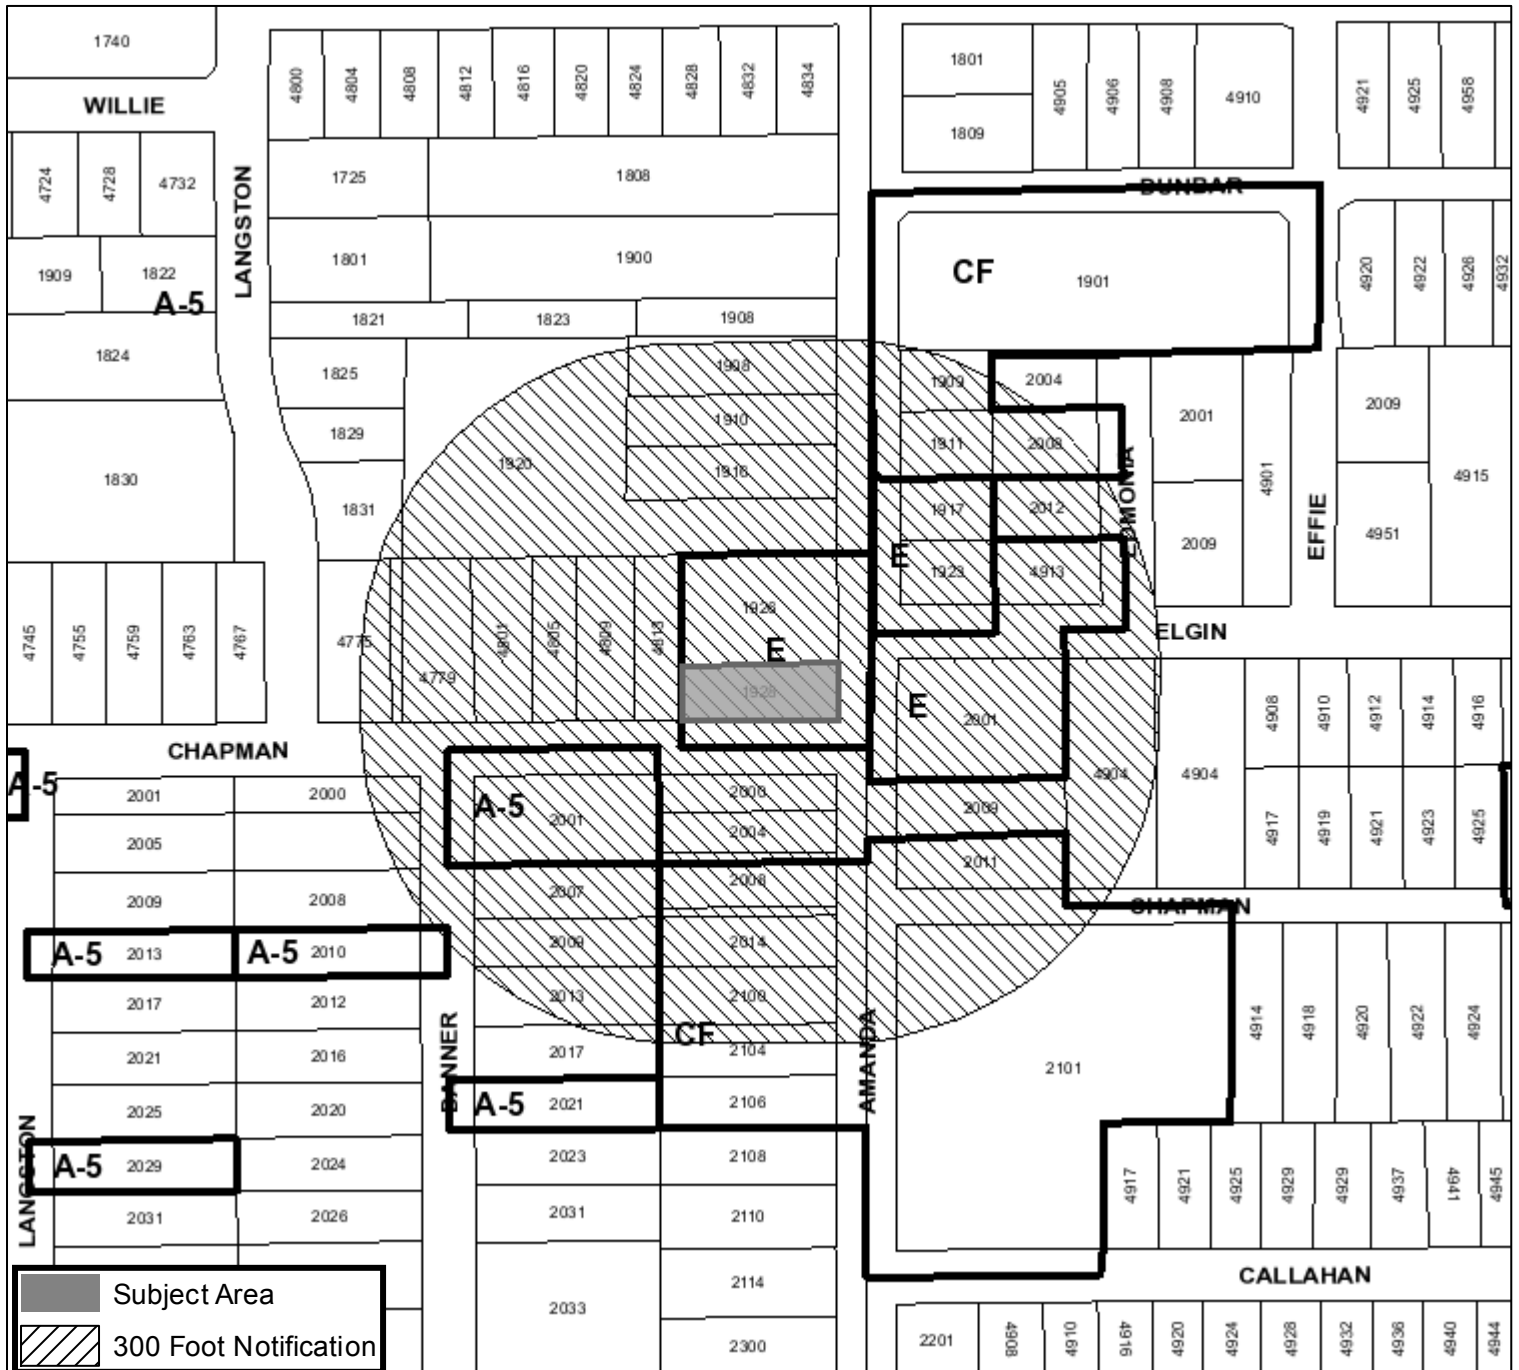 1740
WILLIE
4800 4804 4808 4812 4816 4820 4824 4828 4832 4834
1801
1809
4905 4906 4908 4910
4921 4925 4958
4724 4728 4732
LANGSTON
1725 1808
DUNBAR
1909 1822
A-5
1801 1900
CF
1901
4920 4922 4926 4932
1821 1823 1908
1824
1825
1908
1909 2004
1829
1910
1911 2008
2001
2009
1830
1831
1920
1916
1917 2012
EDMONIA
4901
EFFIE
4915
4951
2009
E
1923 4913
1926
E
1928
ELGIN
4745 4755 4759 4763 4767
4775 4779 4801 4805 4809 4813
E
2001
4908 4910 4912 4914 4916
CHAPMAN
4904 4904
A-5
2001 2000
A-5
2001
2000
2009
2004
2005
4917 4919 4921 4923 4925
2011
2007
2008
2009 2008
CHAPMAN
A-5 2013
A-5 2010
2009
2014
2017 2012
2013
2100
BANNER
CF
AMANDA
4914 4918 4920 4922 4924
2021 2016
2017
2104
2101
2025 2020
A-5 2021
2106
LANGSTON
A-5 2029
2024
2023
2108
4917 4921 4925 4929 4929 4937 4941 4945
2031 2026
2031
2110
CALLAHAN
2114
2033
2300
2201 4908 4910 4916 4920 4924 4928 4932 4936 4940 4944
Subject Area
300 Foot Notification